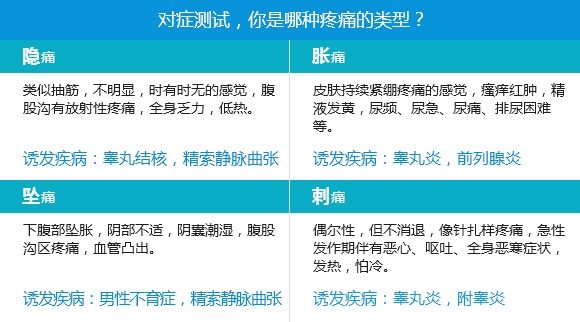 对症测试，你是哪种疼痛的类型？
隐痛
类似抽筋，不明显，时有时无的感觉，腹
股沟有放射性疼痛，全身乏力，低热。
诱发疾病：睾丸结核，精索静脉曲张
胀痛
皮肤持续紧绷疼痛的感觉，瘙痒红肿，精
液发黄，尿频、尿急、尿痛、排尿困难
等。
诱发疾病：睾丸炎，前列腺炎
坠痛
下腹部坠胀，阴部不适，阴囊潮湿，腹股
沟区疼痛，血管凸出。
诱发疾病：男性不育症，精索静脉曲张
刺痛
偶尔性，但不消退，像针扎样疼痛，急性
发作期伴有恶心、呕吐、全身恶寒症状，
发热，怕冷。
诱发疾病：睾丸炎，附睾炎